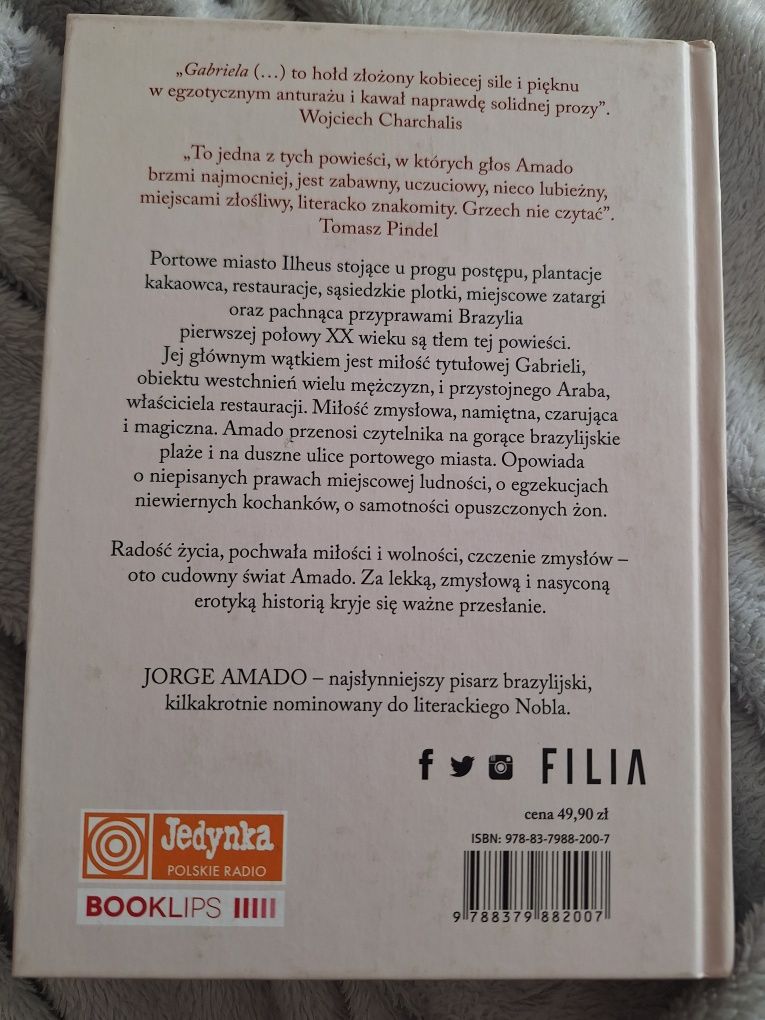 „Gabriela (…) to hołd złożony kobiecej sile i pięknu
w egzotycznym anturażu i kawał naprawdę solidnej prozy”.
Wojciech Charchalis
„To jedna z tych powieści, w których głos Amado
brzmi najmocniej, jest zabawny, uczuciowy, nieco lubieżny,
miejscami złośliwy, literacko znakomity. Grzech nie czytać”.
Tomasz Pindel
Portowe miasto Ilheus stojące u progu postępu, plantacje
kakaowca, restauracje, sąsiedzkie plotki, miejscowe zatargi
oraz pachnąca przyprawami Brazylia
pierwszej połowy XX wieku są tłem tej powieści.
Jej głównym wątkiem jest miłość tytułowej Gabrieli,
obiektu westchnień wielu mężczyzn, i przystojnego Araba,
właściciela restauracji. Miłość zmysłowa, namiętna, czarująca
i magiczna. Amado przenosi czytelnika na gorące brazylijskie
plaże i na duszne ulice portowego miasta. Opowiada
o niepisanych prawach miejscowej ludności, o egzekucjach
niewiernych kochanków, o samotności opuszczonych żon.
Radość życia, pochwała miłości i wolności, czczenie zmysłów –
oto cudowny świat Amado. Za lekką, zmysłową i nasyconą
erotyką historią kryje się ważne przesłanie.
JORGE AMADO – najsłynniejszy pisarz brazylijski,
kilkakrotnie nominowany do literackiego Nobla.
FILIA
cena 49,90 zł
ISBN: 978-83-7988-200-7
9 788379 882007
Jedynka
POLSKIE RADIO
BOOKLIPS